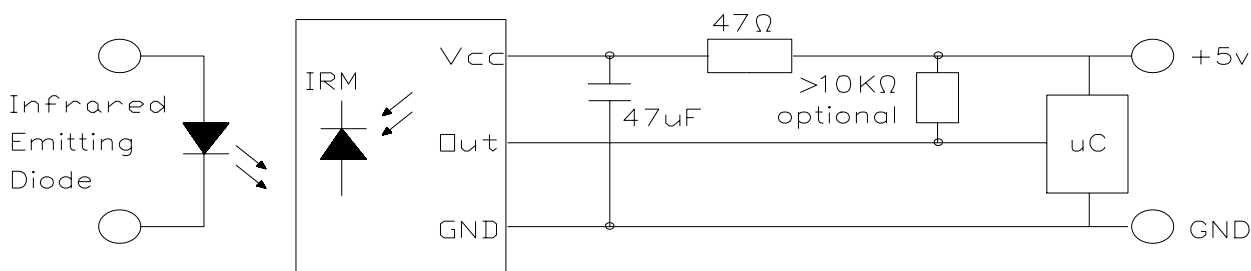 Infrared
Emitting
Diode
IRM
Vcc
Out
GND
47uF
47Ω
>10KΩ
optional
uC
+5v
GND